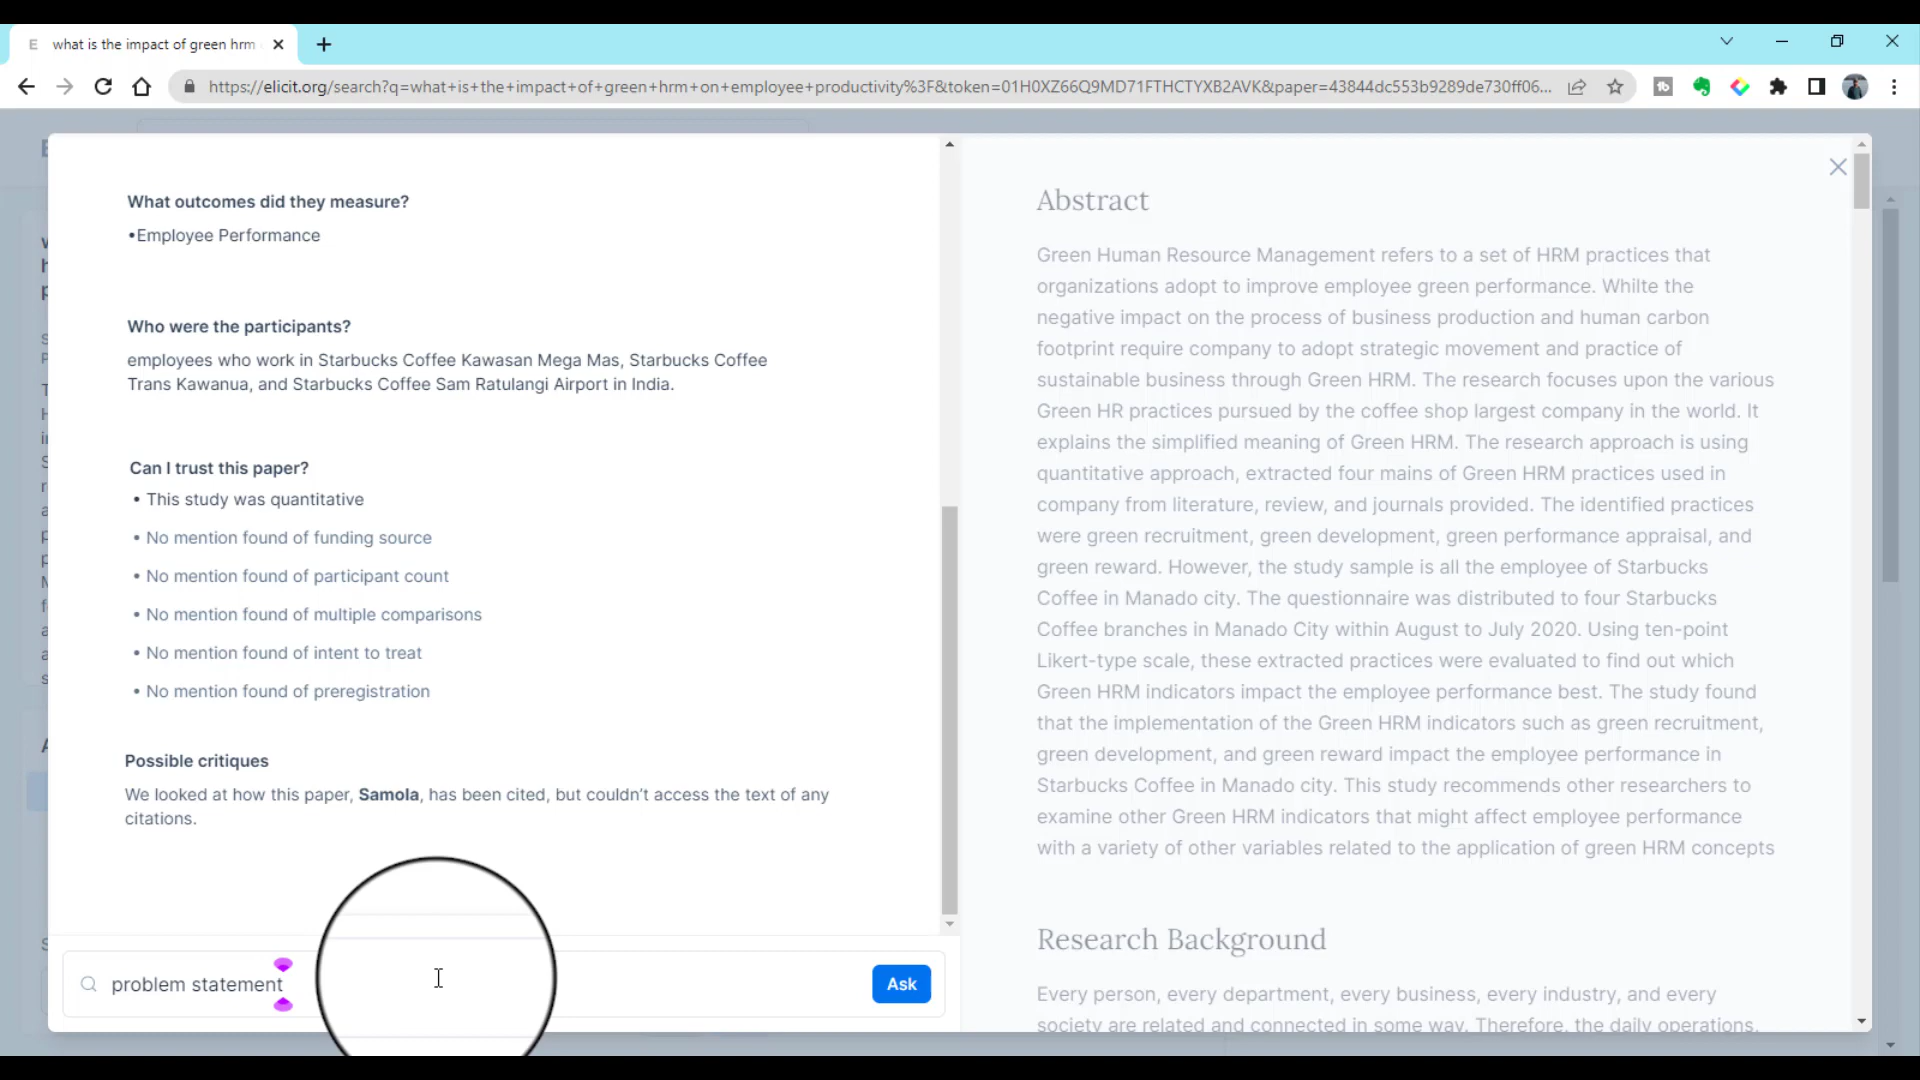 E what is the impact of green hrm
https://elicit.org/search?q=what+is+the+impact+of+green+hrm+on+employee+productivity%3F&token=01H0XZ66Q9MD71FTHCTYXB2AVK&paper=43844dc553b9289de730ff06...
What outcomes did they measure?
•Employee Performance
Who were the participants?
employees who work in Starbucks Coffee Kawasan Mega Mas, Starbucks Coffee
Trans Kawanua, and Starbucks Coffee Sam Ratulangi Airport in India.
Can I trust this paper?
• This study was quantitative
• No mention found of funding source
• No mention found of participant count
• No mention found of multiple comparisons
• No mention found of intent to treat
• No mention found of preregistration
Possible critiques
We looked at how this paper, Samola, has been cited, but couldn't access the text of any
citations.
problem statement
Ask
Abstract
Green Human Resource Management refers to a set of HRM practices that
organizations adopt to improve employee green performance. Whilte the
negative impact on the process of business production and human carbon
footprint require company to adopt strategic movement and practice of
sustainable business through Green HRM. The research focuses upon the various
Green HR practices pursued by the coffee shop largest company in the world. It
explains the simplified meaning of Green HRM. The research approach is using
quantitative approach, extracted four mains of Green HRM practices used in
company from literature, review, and journals provided. The identified practices
were green recruitment, green development, green performance appraisal, and
green reward. However, the study sample is all the employee of Starbucks
Coffee in Manado city. The questionnaire was distributed to four Starbucks
Coffee branches in Manado City within August to July 2020. Using ten-point
Likert-type scale, these extracted practices were evaluated to find out which
Green HRM indicators impact the employee performance best. The study found
that the implementation of the Green HRM indicators such as green recruitment,
green development, and green reward impact the employee performance in
Starbucks Coffee in Manado city. This study recommends other researchers to
examine other Green HRM indicators that might affect employee performance
with a variety of other variables related to the application of green HRM concepts
Research Background
Every person, every department, every business, every industry, and every
society are related and connected in some way. Therefore, the daily operations,